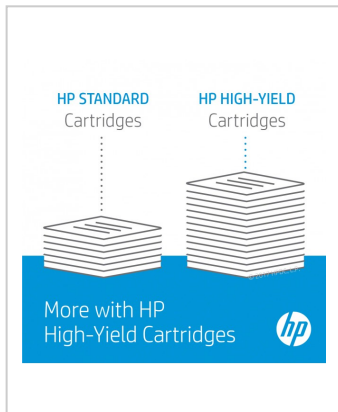 HP STANDARD
Cartridges
HP HIGH-YIELD
Cartridges
More with HP
High-Yield Cartridges
hp